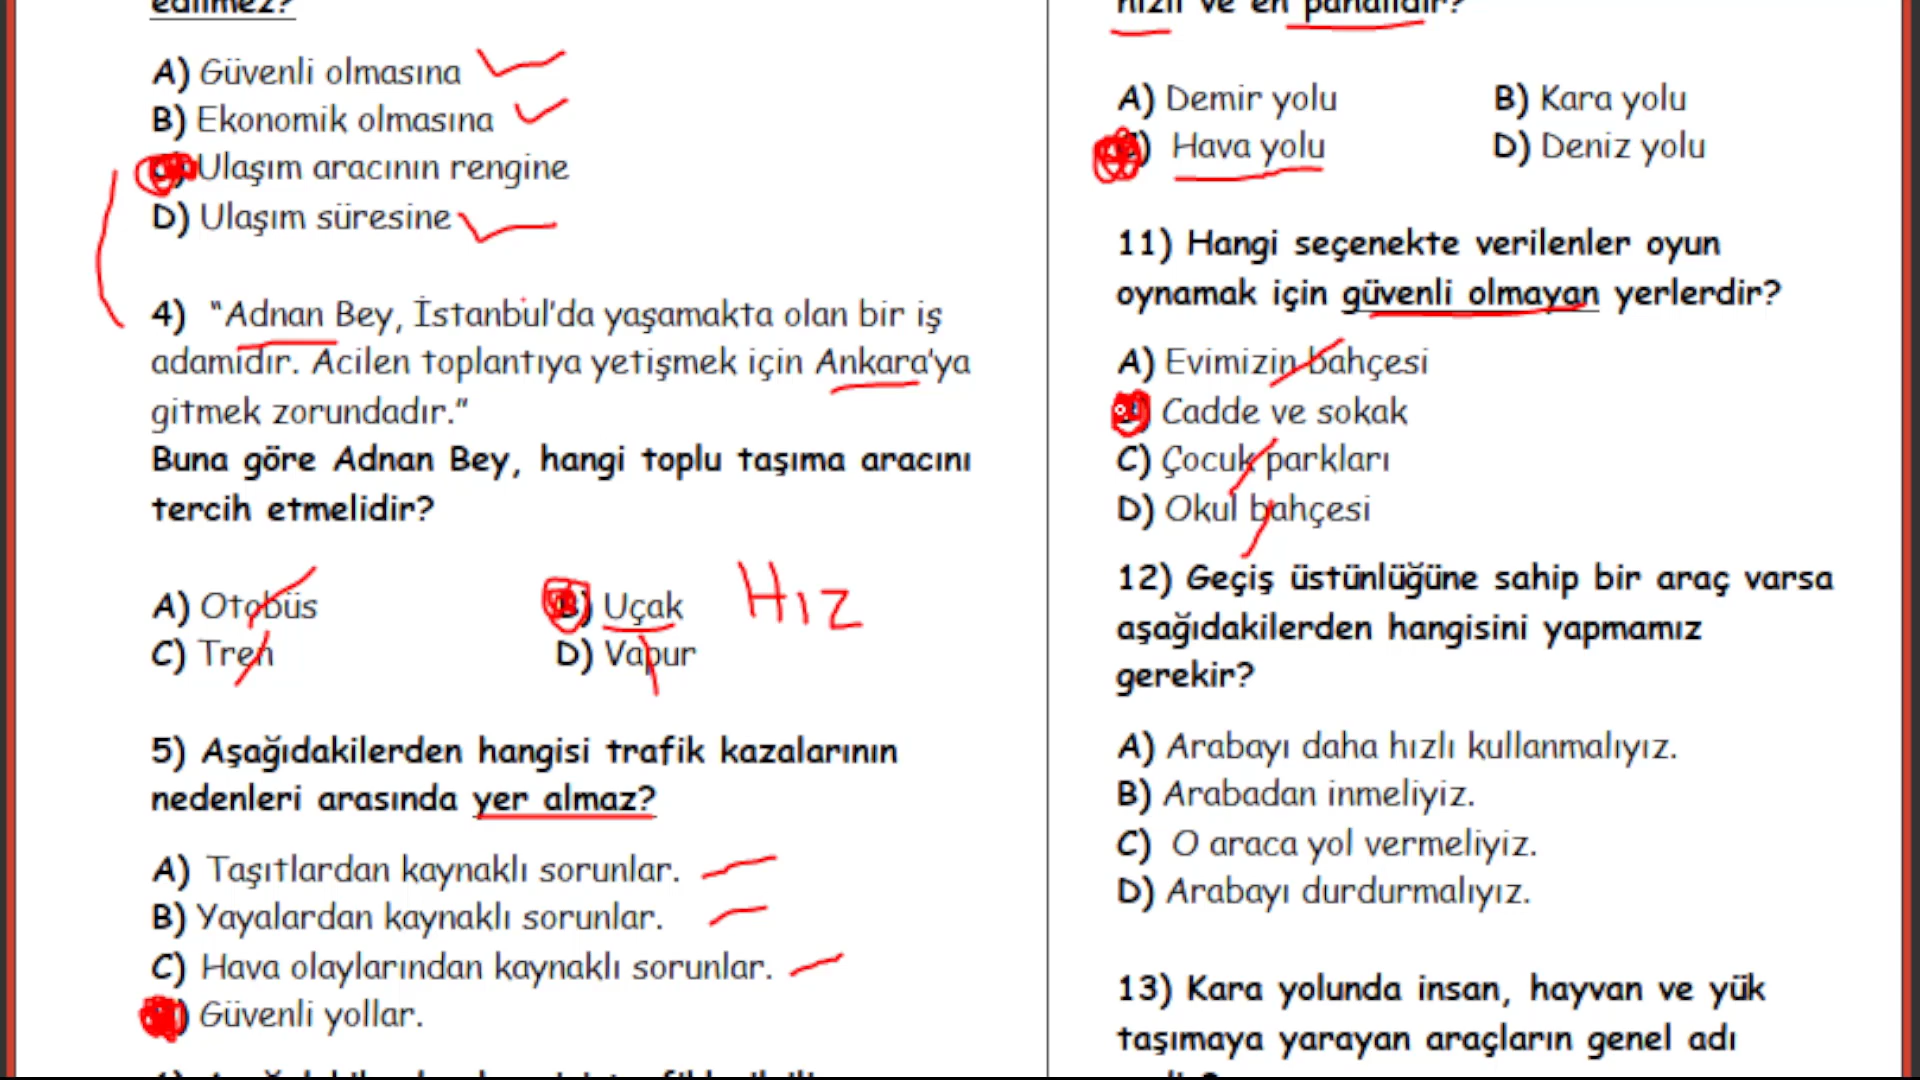 edilmez?
A) Güvenli olmasına
B) Ekonomik olmasına
Ulaşım aracının rengine
D) Ulaşım süresine
4) "Adnan Bey, İstanbul'da yaşamakta olan bir iş
adamıdır. Acilen toplantıya yetişmek için Ankara'ya
gitmek zorundadır."
Buna göre Adnan Bey, hangi toplu taşıma aracını
tercih etmelidir?
A) Otobüs B) Uçak HIZ
C) Tren D) Vapur
5) Aşağıdakilerden hangisi trafik kazalarının
nedenleri arasında yer almaz?
A) Taşıtlardan kaynaklı sorunlar.
B) Yayalardan kaynaklı sorunlar.
C) Hava olaylarından kaynaklı sorunlar.
Güvenli yollar.
hızlı ve en pahalıdır?
A) Demir yolu B) Kara yolu
Hava yolu D) Deniz yolu
11) Hangi seçenekte verilenler oyun
oynamak için güvenli olmayan yerlerdir?
A) Evimizin bahçesi
Cadde ve sokak
C) Çocuk parkları
D) Okul bahçesi
12) Geçiş üstünlüğüne sahip bir araç varsa
aşağıdakilerden hangisini yapmamız
gerekir?
A) Arabayı daha hızlı kullanmalıyız.
B) Arabadan inmeliyiz.
C) O araca yol vermeliyiz.
D) Arabayı durdurmalıyız.
13) Kara yolunda insan, hayvan ve yük
taşımaya yarayan araçların genel adı